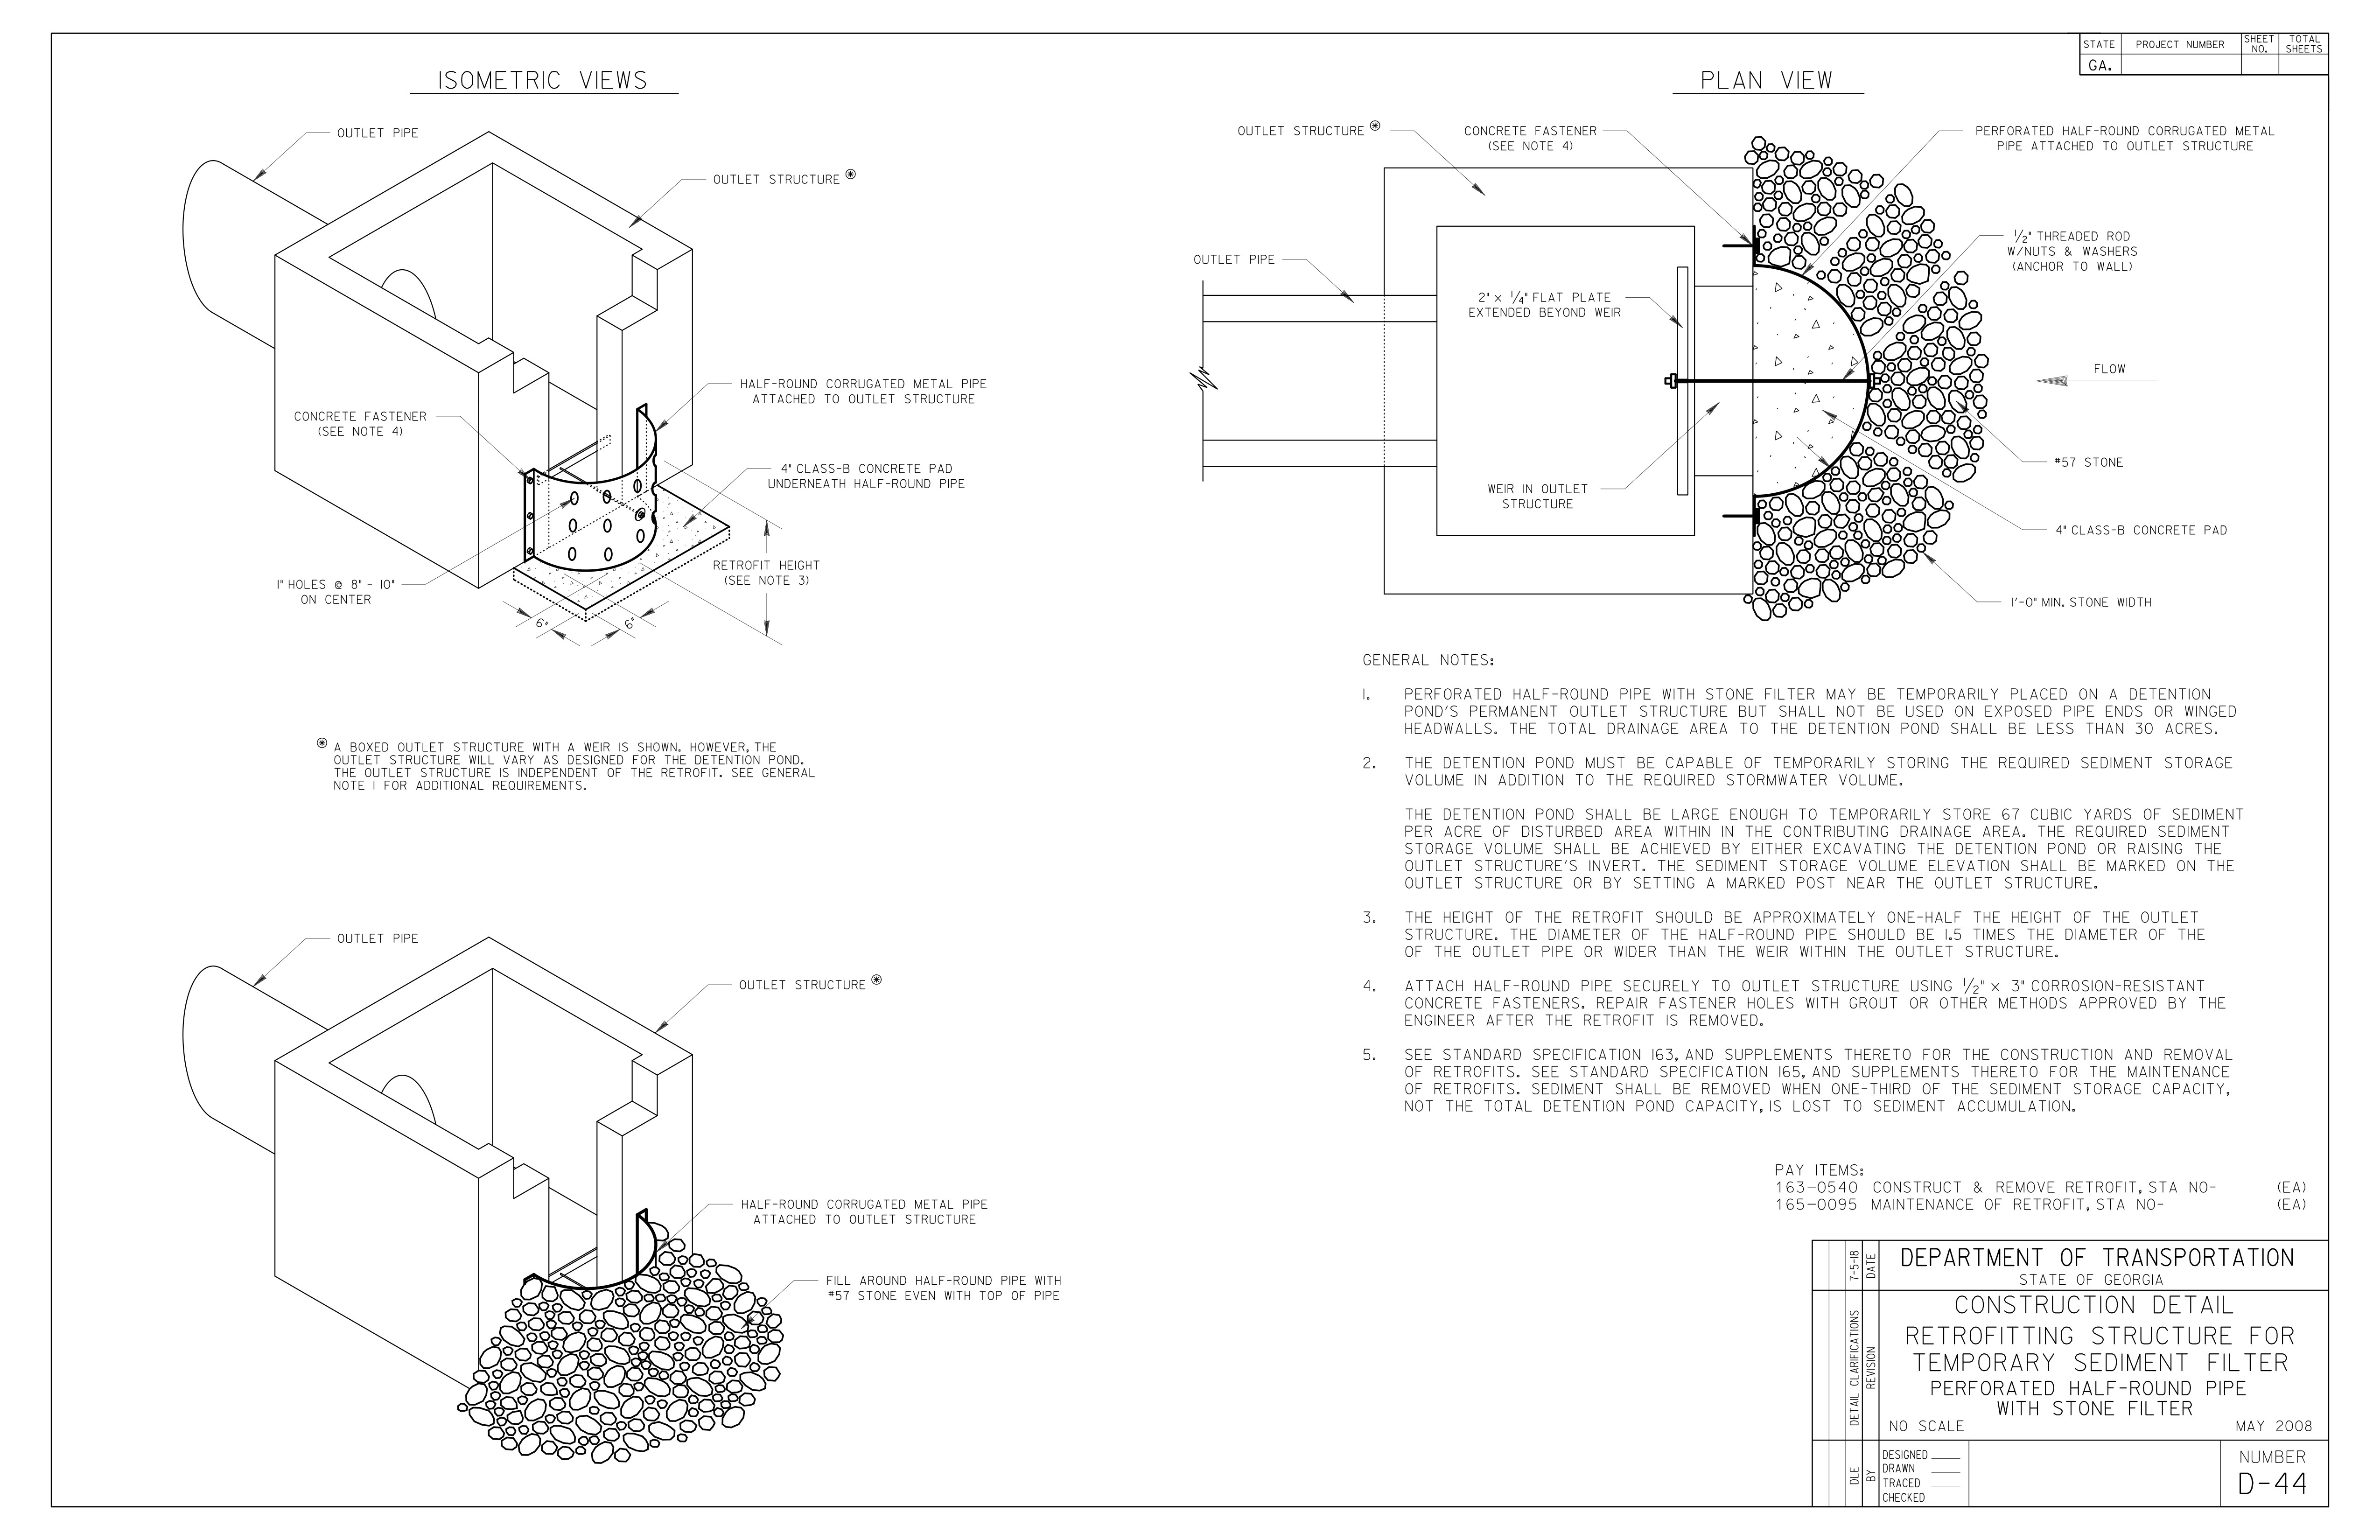 STATE PROJECT NUMBER SHEET NO. TOTAL SHEETS
GA.
ISOMETRIC VIEWS
OUTLET PIPE
OUTLET STRUCTURE ⊛
HALF-ROUND CORRUGATED METAL PIPE
ATTACHED TO OUTLET STRUCTURE
CONCRETE FASTENER
(SEE NOTE 4)
4" CLASS-B CONCRETE PAD
UNDERNEATH HALF-ROUND PIPE
RETROFIT HEIGHT
(SEE NOTE 3)
1" HOLES @ 8" - 10"
ON CENTER
6"
6"
⊛ A BOXED OUTLET STRUCTURE WITH A WEIR IS SHOWN. HOWEVER, THE
OUTLET STRUCTURE WILL VARY AS DESIGNED FOR THE DETENTION POND.
THE OUTLET STRUCTURE IS INDEPENDENT OF THE RETROFIT. SEE GENERAL
NOTE 1 FOR ADDITIONAL REQUIREMENTS.
OUTLET PIPE
OUTLET STRUCTURE ⊛
HALF-ROUND CORRUGATED METAL PIPE
ATTACHED TO OUTLET STRUCTURE
FILL AROUND HALF-ROUND PIPE WITH
#57 STONE EVEN WITH TOP OF PIPE
PLAN VIEW
OUTLET STRUCTURE ⊛
CONCRETE FASTENER
(SEE NOTE 4)
PERFORATED HALF-ROUND CORRUGATED METAL
PIPE ATTACHED TO OUTLET STRUCTURE
OUTLET PIPE
1/2" THREADED ROD
W/NUTS & WASHERS
(ANCHOR TO WALL)
2" x 1/4" FLAT PLATE
EXTENDED BEYOND WEIR
FLOW
#57 STONE
WEIR IN OUTLET
STRUCTURE
4" CLASS-B CONCRETE PAD
1'-0" MIN. STONE WIDTH
GENERAL NOTES:
1. PERFORATED HALF-ROUND PIPE WITH STONE FILTER MAY BE TEMPORARILY PLACED ON A DETENTION
POND'S PERMANENT OUTLET STRUCTURE BUT SHALL NOT BE USED ON EXPOSED PIPE ENDS OR WINGED
HEADWALLS. THE TOTAL DRAINAGE AREA TO THE DETENTION POND SHALL BE LESS THAN 30 ACRES.
2. THE DETENTION POND MUST BE CAPABLE OF TEMPORARILY STORING THE REQUIRED SEDIMENT STORAGE
VOLUME IN ADDITION TO THE REQUIRED STORMWATER VOLUME.
THE DETENTION POND SHALL BE LARGE ENOUGH TO TEMPORARILY STORE 67 CUBIC YARDS OF SEDIMENT
PER ACRE OF DISTURBED AREA WITHIN IN THE CONTRIBUTING DRAINAGE AREA. THE REQUIRED SEDIMENT
STORAGE VOLUME SHALL BE ACHIEVED BY EITHER EXCAVATING THE DETENTION POND OR RAISING THE
OUTLET STRUCTURE'S INVERT. THE SEDIMENT STORAGE VOLUME ELEVATION SHALL BE MARKED ON THE
OUTLET STRUCTURE OR BY SETTING A MARKED POST NEAR THE OUTLET STRUCTURE.
3. THE HEIGHT OF THE RETROFIT SHOULD BE APPROXIMATELY ONE-HALF THE HEIGHT OF THE OUTLET
STRUCTURE. THE DIAMETER OF THE HALF-ROUND PIPE SHOULD BE 1.5 TIMES THE DIAMETER OF THE
OF THE OUTLET PIPE OR WIDER THAN THE WEIR WITHIN THE OUTLET STRUCTURE.
4. ATTACH HALF-ROUND PIPE SECURELY TO OUTLET STRUCTURE USING 1/2" x 3" CORROSION-RESISTANT
CONCRETE FASTENERS. REPAIR FASTENER HOLES WITH GROUT OR OTHER METHODS APPROVED BY THE
ENGINEER AFTER THE RETROFIT IS REMOVED.
5. SEE STANDARD SPECIFICATION 163, AND SUPPLEMENTS THERETO FOR THE CONSTRUCTION AND REMOVAL
OF RETROFITS. SEE STANDARD SPECIFICATION 165, AND SUPPLEMENTS THERETO FOR THE MAINTENANCE
OF RETROFITS. SEDIMENT SHALL BE REMOVED WHEN ONE-THIRD OF THE SEDIMENT STORAGE CAPACITY,
NOT THE TOTAL DETENTION POND CAPACITY, IS LOST TO SEDIMENT ACCUMULATION.
PAY ITEMS:
163-0540 CONSTRUCT & REMOVE RETROFIT, STA NO- (EA)
165-0095 MAINTENANCE OF RETROFIT, STA NO- (EA)
7-5-18 DATE
DETAIL CLARIFICATIONS REVISION
DLE BY
DEPARTMENT OF TRANSPORTATION
STATE OF GEORGIA
CONSTRUCTION DETAIL
RETROFITTING STRUCTURE FOR
TEMPORARY SEDIMENT FILTER
PERFORATED HALF-ROUND PIPE
WITH STONE FILTER
NO SCALE MAY 2008
DESIGNED
DRAWN
TRACED
CHECKED
NUMBER
D-44